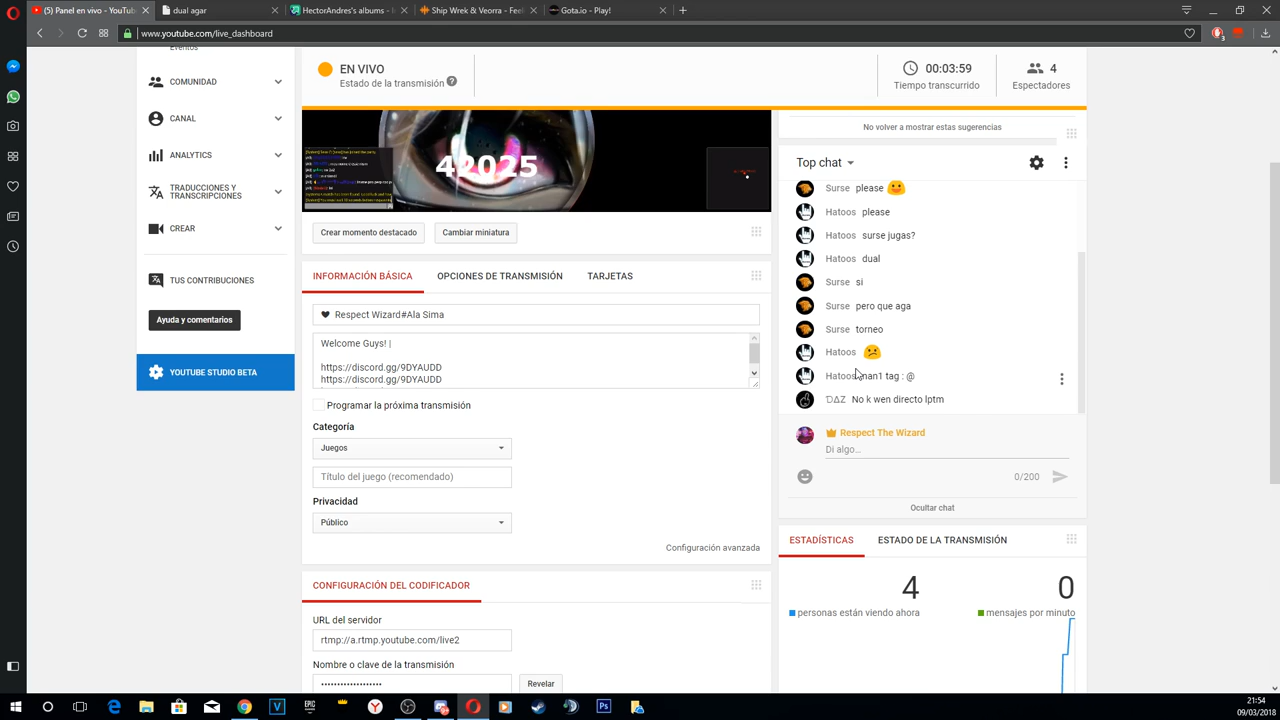 (5) Panel en vivo - YouTube
dual agar
HectorAndres's albums -
Ship Wrek & Veorra - Feel
Gota.io - Play!
www.youtube.com/live_dashboard
3
Eventos
COMUNIDAD
CANAL
ANALYTICS
TRADUCCIONES Y
TRANSCRIPCIONES
CREAR
TUS CONTRIBUCIONES
Ayuda y comentarios
YOUTUBE STUDIO BETA
EN VIVO
Estado de la transmisión ?
00:03:59
Tiempo transcurrido
4
Espectadores
42025
Crear momento destacado
Cambiar miniatura
INFORMACIÓN BÁSICA
OPCIONES DE TRANSMISIÓN
TARJETAS
♥ Respect Wizard#Ala Sima
Welcome Guys! |
https://discord.gg/9DYAUDD
https://discord.gg/9DYAUDD
Programar la próxima transmisión
Categoría
Juegos
Título del juego (recomendado)
Privacidad
Público
Configuración avanzada
CONFIGURACIÓN DEL CODIFICADOR
URL del servidor
rtmp://a.rtmp.youtube.com/live2
Nombre o clave de la transmisión
••••••••••••••••••
Revelar
No volver a mostrar estas sugerencias
Top chat
Surse please
Hatoos please
Hatoos surse jugas?
Hatoos dual
Surse si
Surse pero que aga
Surse torneo
Hatoos
Hatoos nan1 tag : @
ƊΔZ No k wen directo lptm
Respect The Wizard
Di algo...
0/200
Ocultar chat
ESTADÍSTICAS
ESTADO DE LA TRANSMISIÓN
4
personas están viendo ahora
0
mensajes por minuto
21:54
09/03/2018